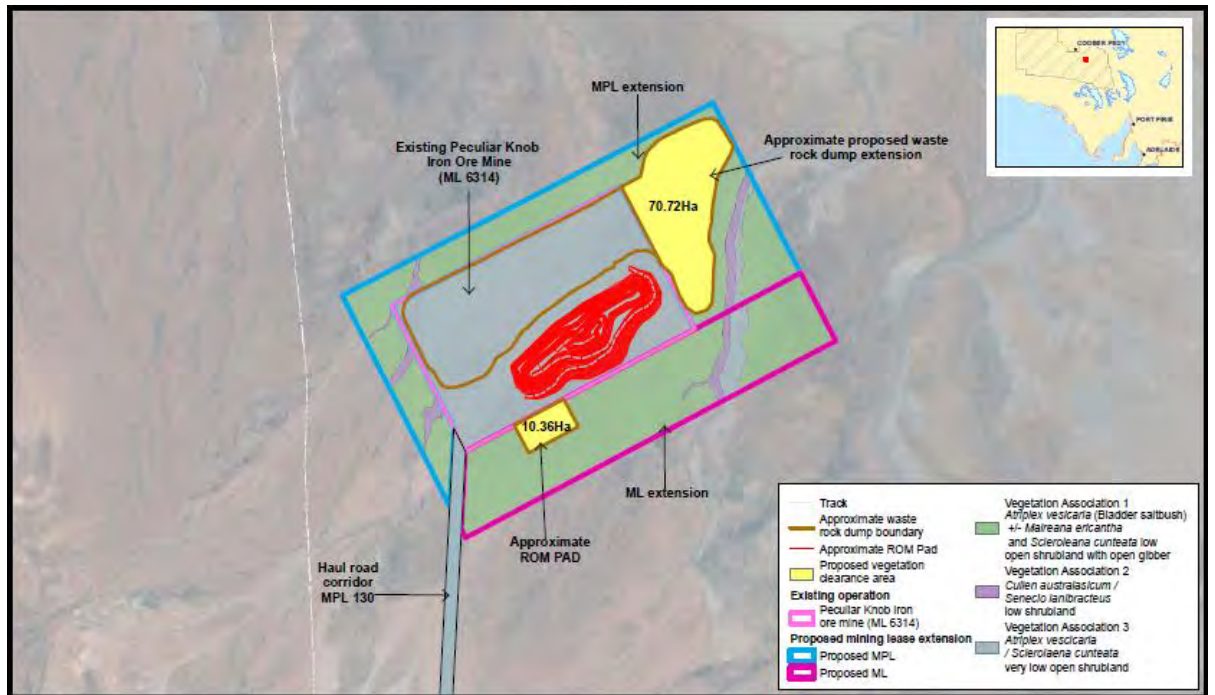 COOBER PEDY
PORT PIRIE
ADELAIDE
MPL extension
Existing Peculiar Knob
Iron Ore Mine
(ML 6314)
Approximate proposed waste
rock dump extension
70.72Ha
10.36Ha
ML extension
Approximate
ROM PAD
Haul road
corridor
MPL 130
Track
Approximate waste
rock dump boundary
Approximate ROM Pad
Proposed vegetation
clearance area
Existing operation
Peculiar Knob Iron
ore mine (ML 6314)
Proposed mining lease extension
Proposed MPL
Proposed ML
Vegetation Association 1
Atriplex vesicaria (Bladder saltbush)
+/- Maireana ericantha
and Scleroleana cunteata low
open shrubland with open gibber
Vegetation Association 2
Cullen australasicum /
Senecio lanibracteus
low shrubland
Vegetation Association 3
Atriplex vescicaria
/ Sclerolaena cunteata
very low open shrubland